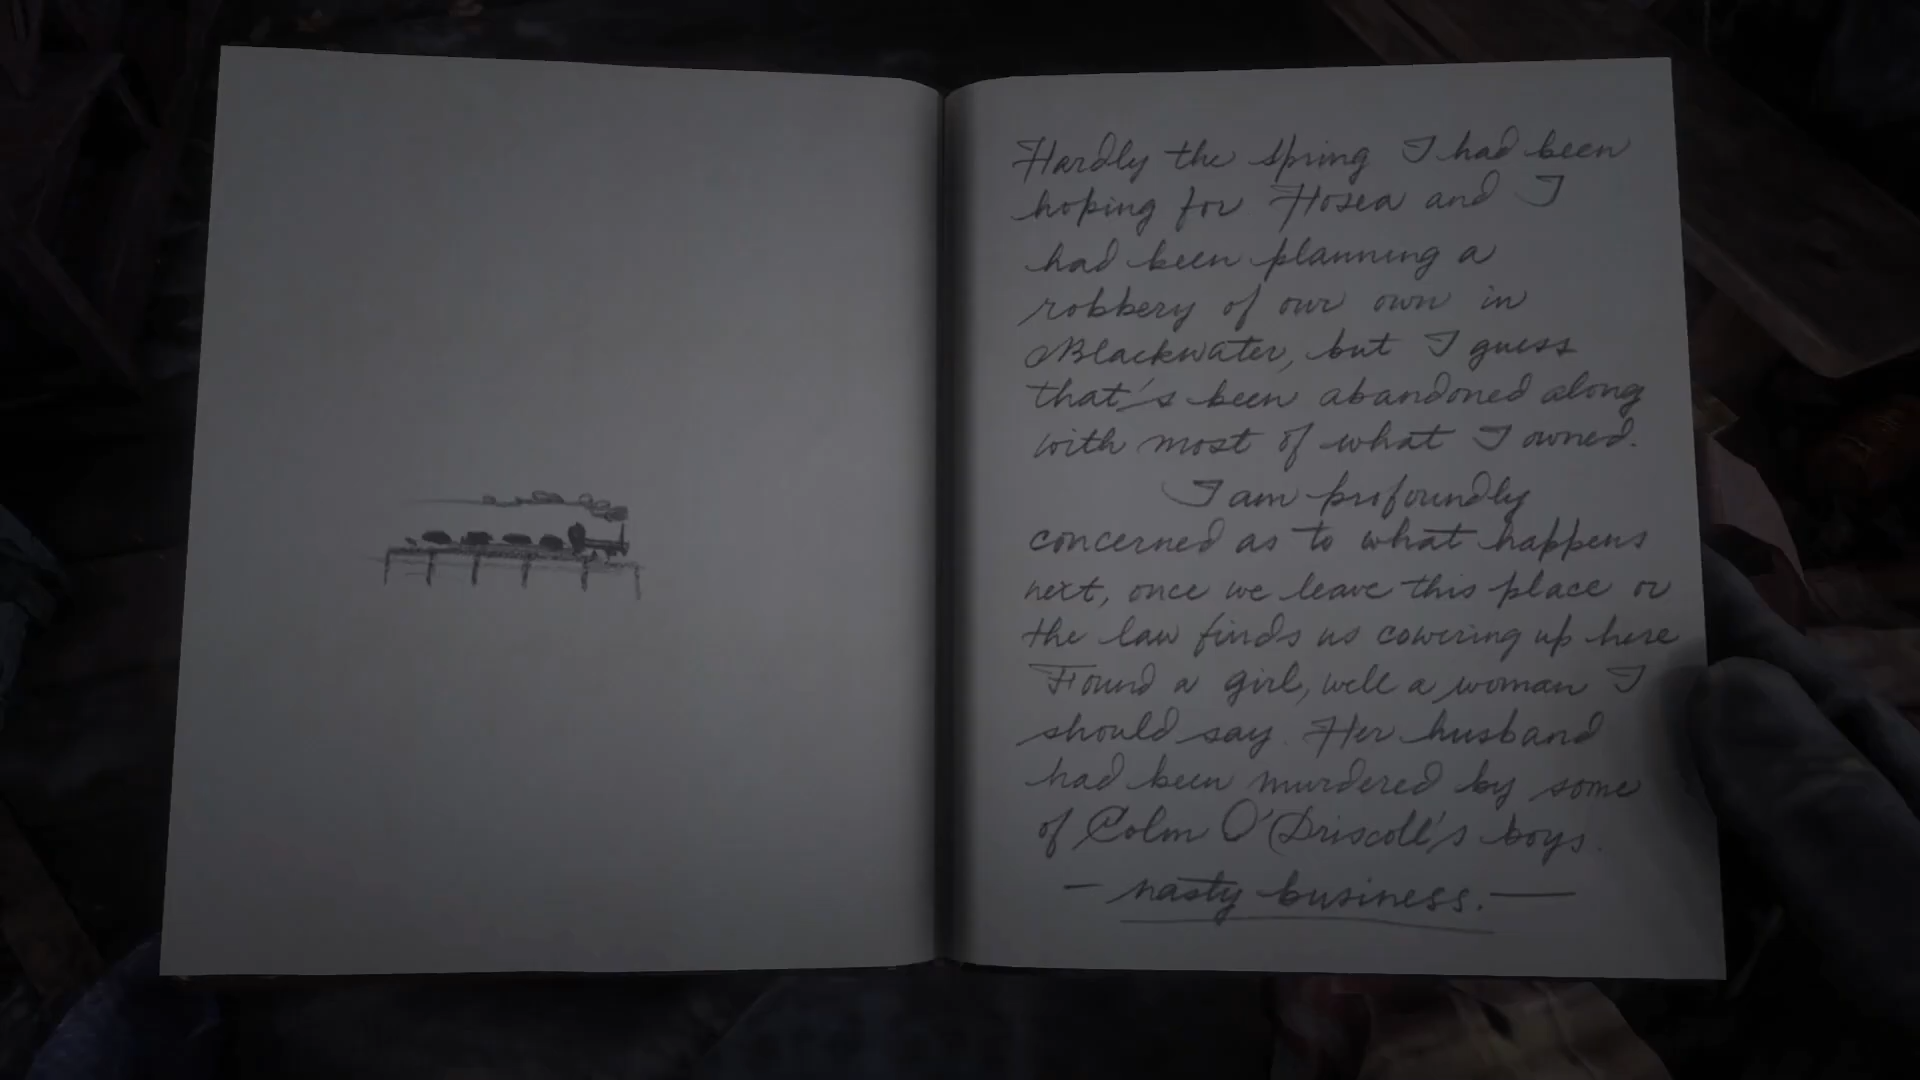 Hardly the spring I had been
hoping for Hosea and I
had been planning a
robbery of our own in
Blackwater, but I guess
that's been abandoned along
with most of what I owned.
I am profoundly
concerned as to what happens
next, once we leave this place or
the law finds us cowering up here
Found a girl, well a woman I
should say. Her husband
had been murdered by some
of Colm O'Driscoll's boys.
— nasty business. —